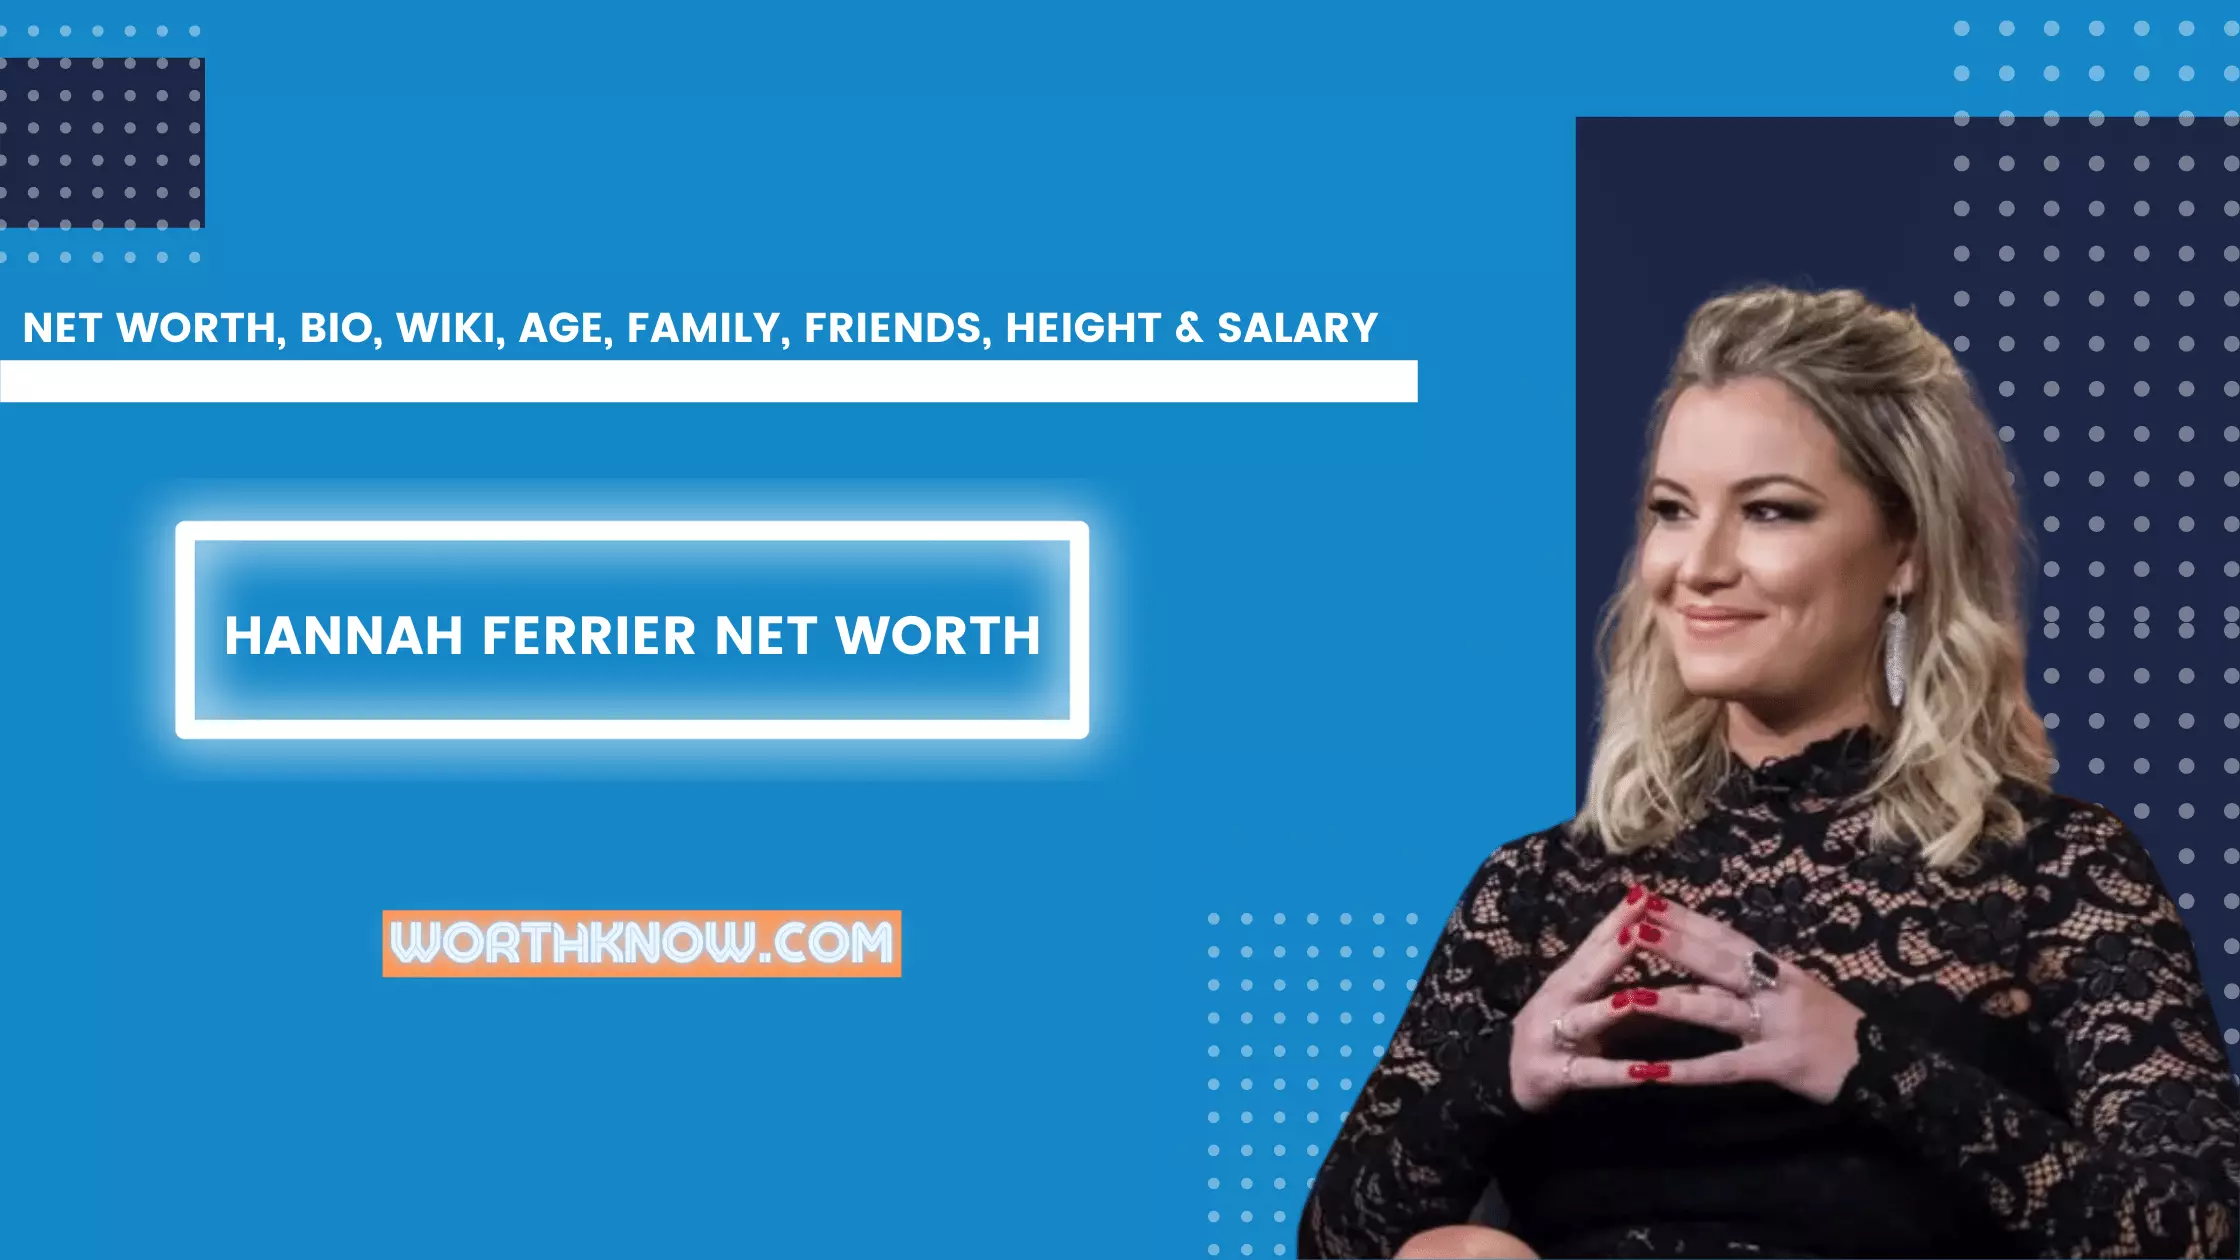 NET WORTH, BIO, WIKI, AGE, FAMILY, FRIENDS, HEIGHT & SALARY
HANNAH FERRIER NET WORTH
WORTHKNOW.COM